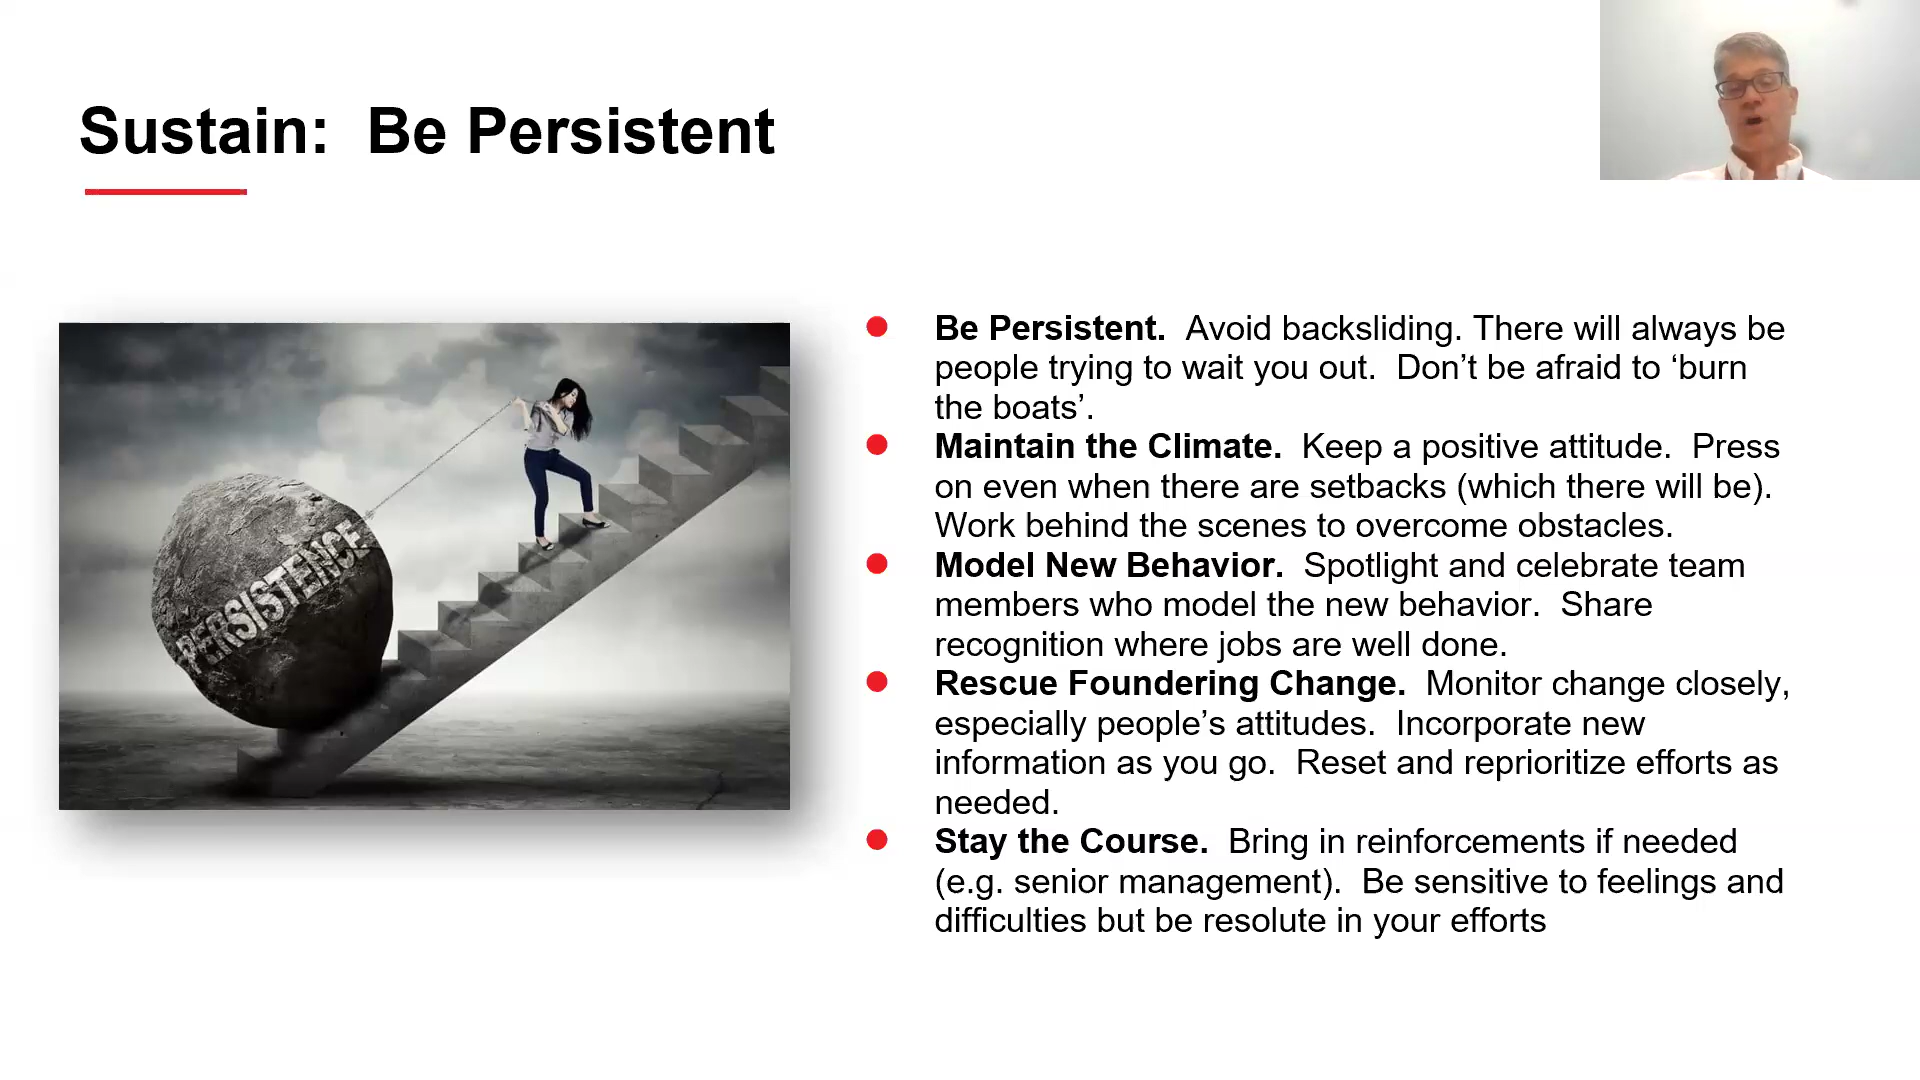 Sustain:  Be Persistent
PERSISTENCE
Be Persistent.  Avoid backsliding. There will always be
people trying to wait you out.  Don’t be afraid to ‘burn
the boats’.
Maintain the Climate.  Keep a positive attitude.  Press
on even when there are setbacks (which there will be).
Work behind the scenes to overcome obstacles.
Model New Behavior.  Spotlight and celebrate team
members who model the new behavior.  Share
recognition where jobs are well done.
Rescue Foundering Change.  Monitor change closely,
especially people’s attitudes.  Incorporate new
information as you go.  Reset and reprioritize efforts as
needed.
Stay the Course.  Bring in reinforcements if needed
(e.g. senior management).  Be sensitive to feelings and
difficulties but be resolute in your efforts